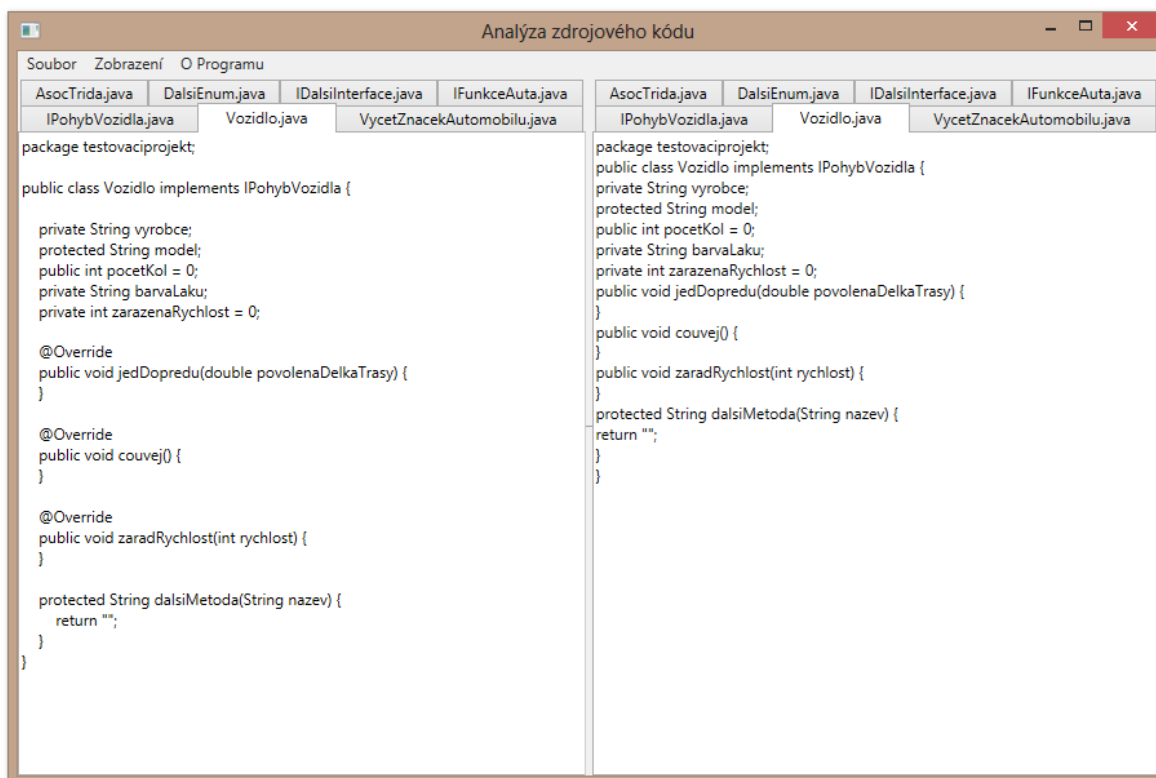 Analýza zdrojového kódu
Soubor Zobrazení O Programu
AsocTrida.java DalsiEnum.java IDalsiInterface.java IFunkceAuta.java
IPohybVozidla.java Vozidlo.java VycetZnacekAutomobilu.java
package testovaciprojekt;
public class Vozidlo implements IPohybVozidla {
private String vyrobce;
protected String model;
public int pocetKol = 0;
private String barvaLaku;
private int zarazenaRychlost = 0;
@Override
public void jedDopredu(double povolenaDelkaTrasy) {
}
@Override
public void couvej() {
}
@Override
public void zaradRychlost(int rychlost) {
}
protected String dalsiMetoda(String nazev) {
return "";
}
}
AsocTrida.java DalsiEnum.java IDalsiInterface.java IFunkceAuta.java
IPohybVozidla.java Vozidlo.java VycetZnacekAutomobilu.java
package testovaciprojekt;
public class Vozidlo implements IPohybVozidla {
private String vyrobce;
protected String model;
public int pocetKol = 0;
private String barvaLaku;
private int zarazenaRychlost = 0;
public void jedDopredu(double povolenaDelkaTrasy) {
}
public void couvej() {
}
public void zaradRychlost(int rychlost) {
}
protected String dalsiMetoda(String nazev) {
return "";
}
}